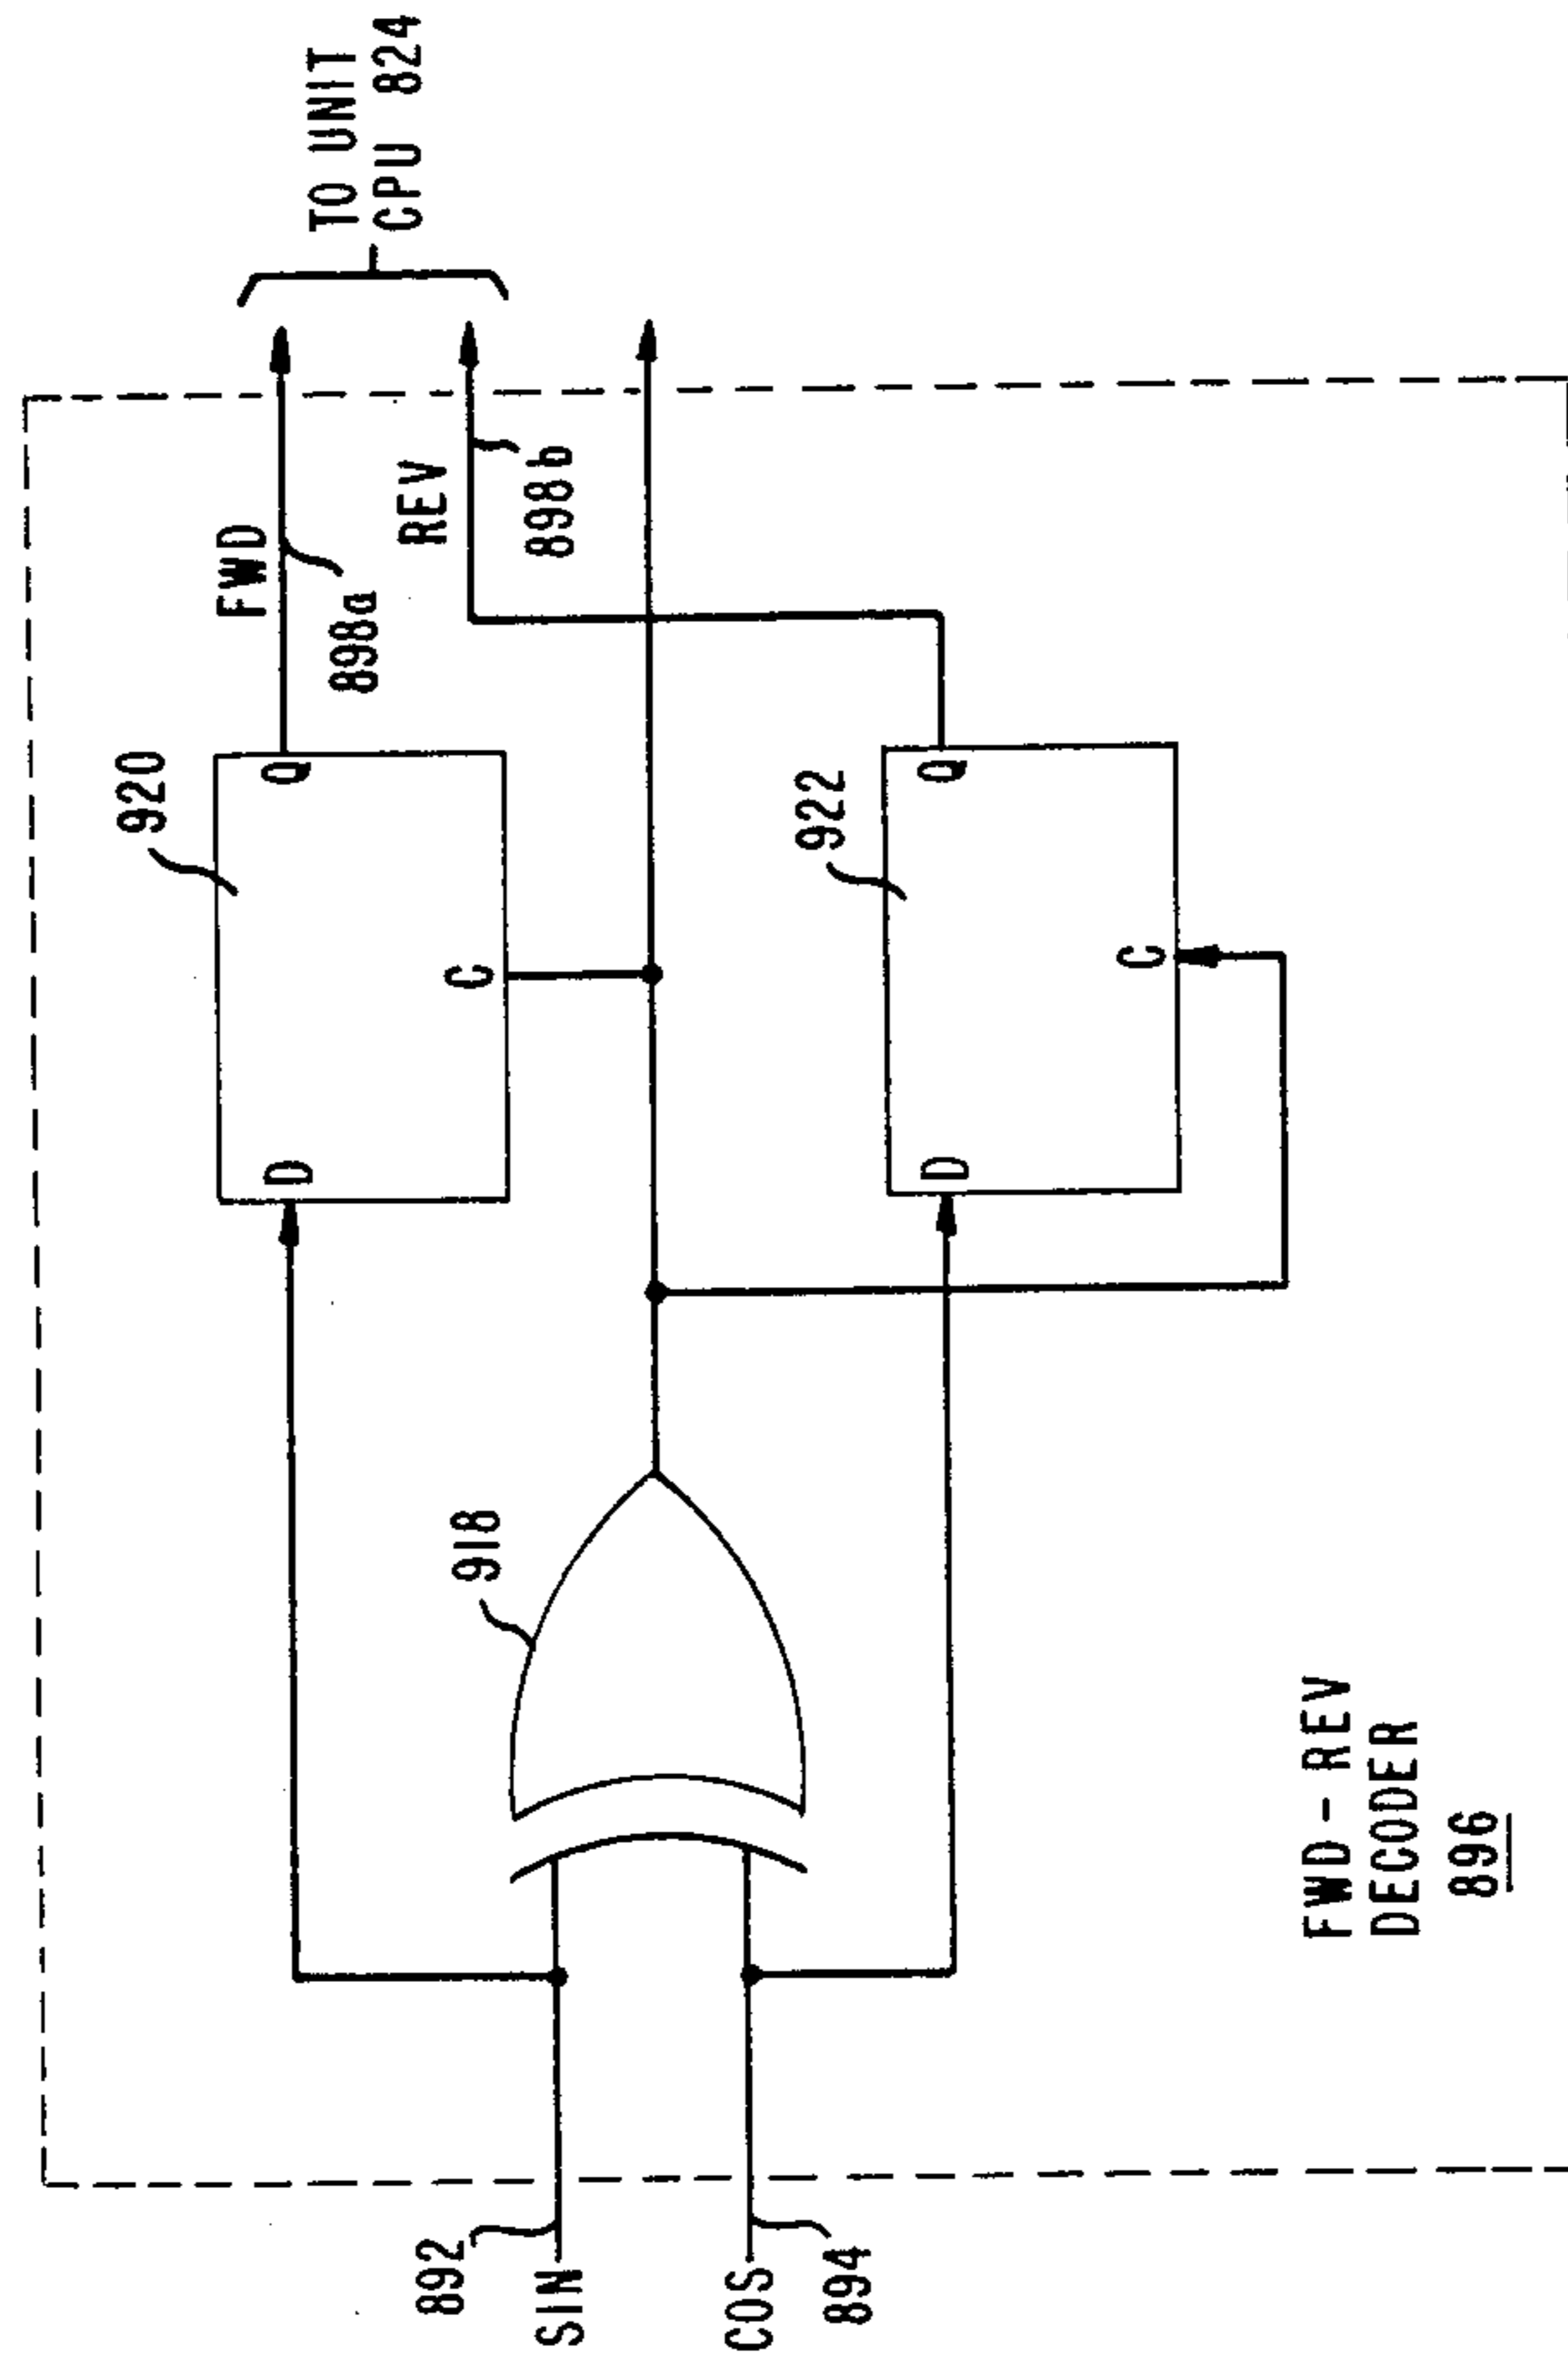 TO UNIT
CPU 824
920
FWD
898a
REV
898b
D
Q
C
918
922
D
Q
C
892
SIN
COS
894
FWD-REV
DECODER
896